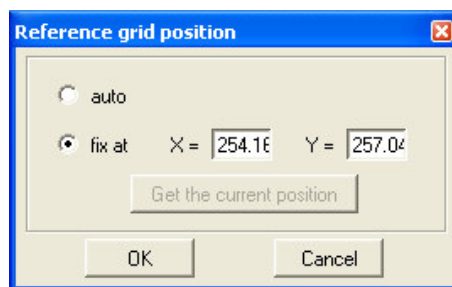 Reference grid position
auto
fix at X = 254.16 Y = 257.04
Get the current position
OK Cancel